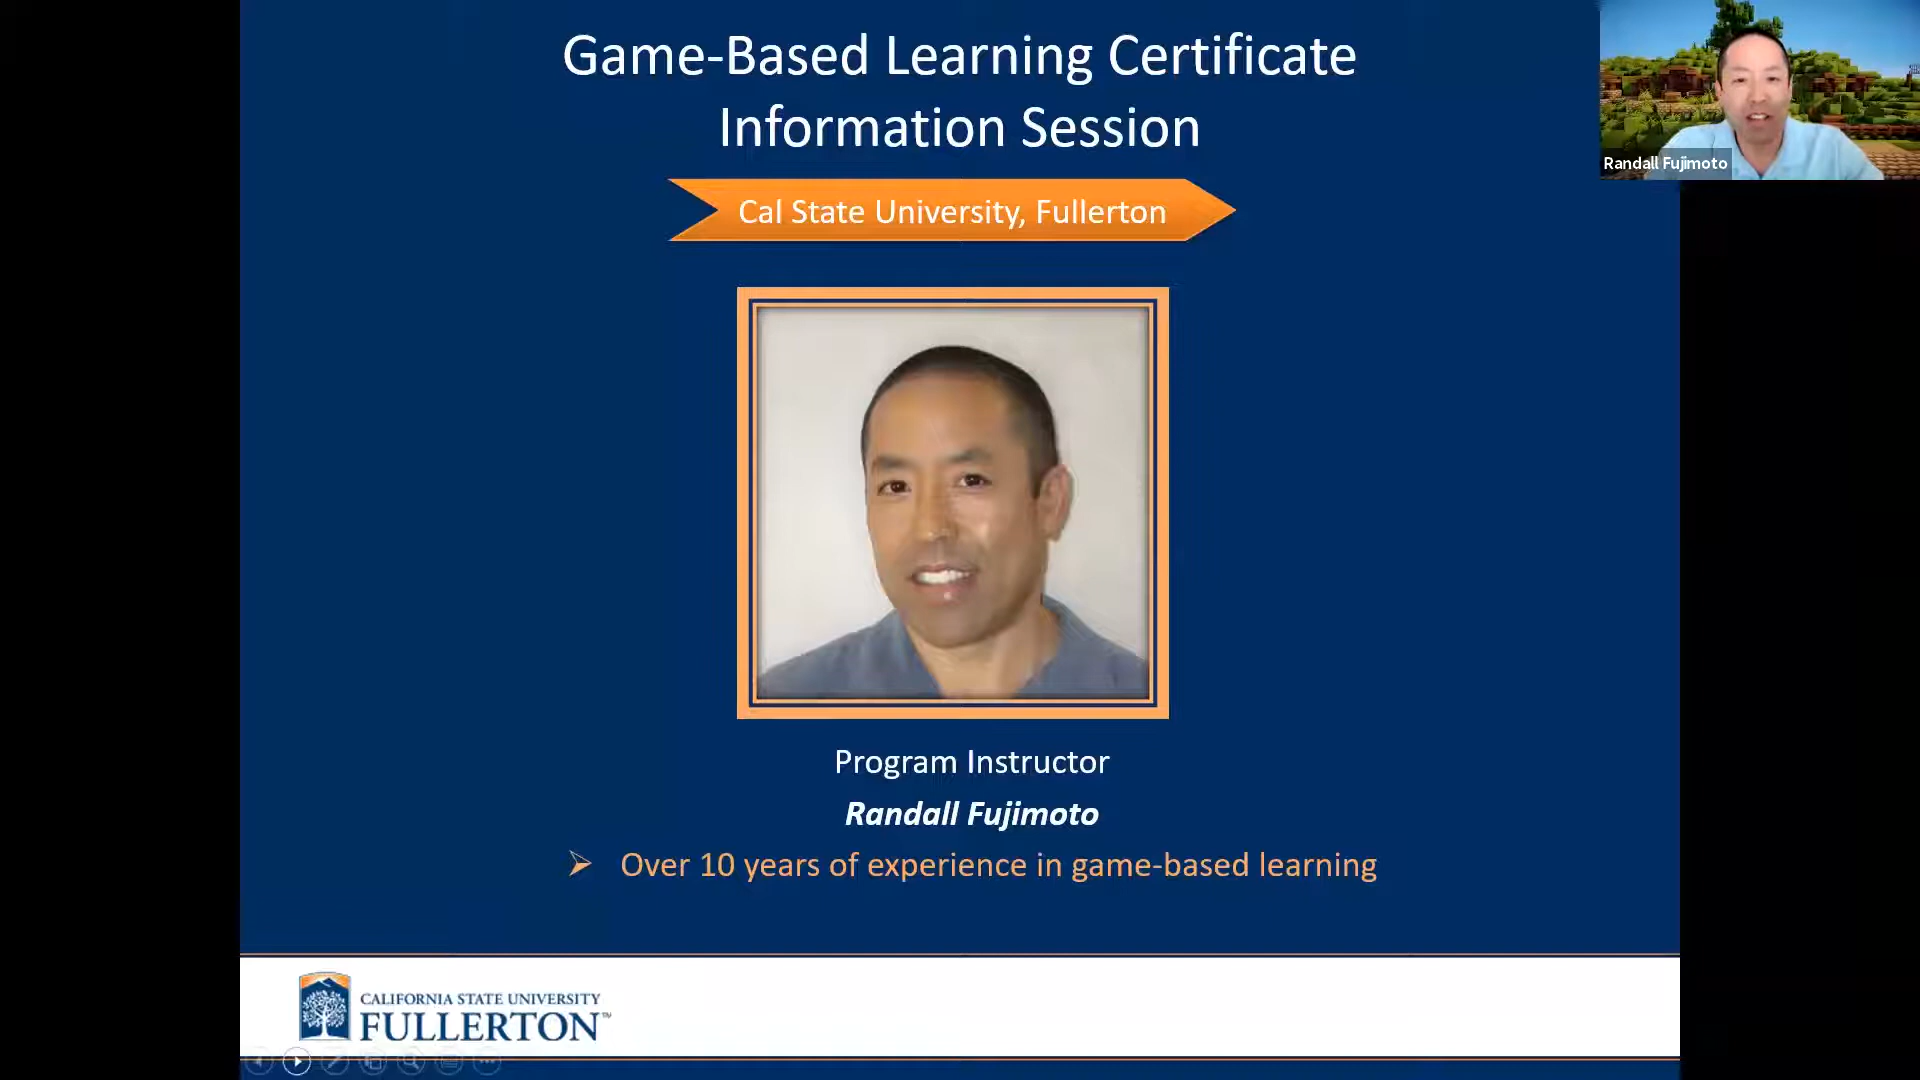 Game-Based Learning Certificate
Information Session
Cal State University, Fullerton
Randall Fujimoto
Program Instructor
Randall Fujimoto
➢ Over 10 years of experience in game-based learning
CALIFORNIA STATE UNIVERSITY
FULLERTON™